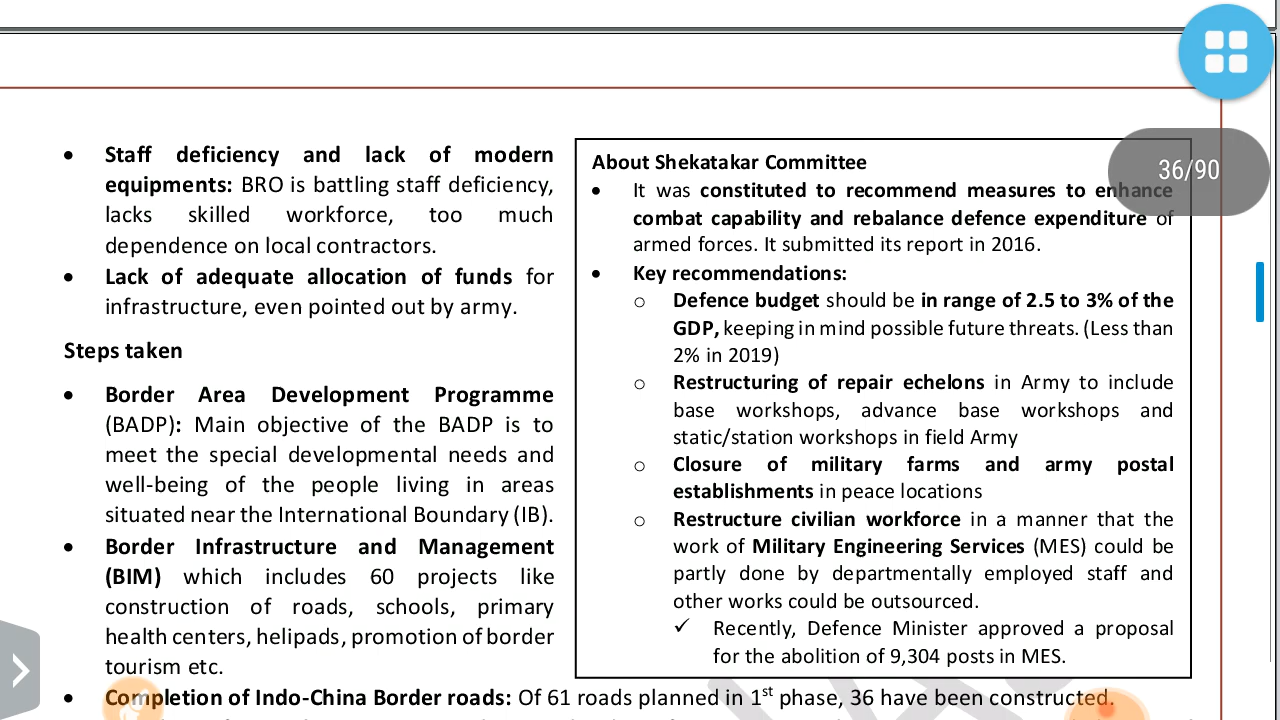 36/90
• Staff deficiency and lack of modern
equipments: BRO is battling staff deficiency,
lacks skilled workforce, too much
dependence on local contractors.
• Lack of adequate allocation of funds for
infrastructure, even pointed out by army.
Steps taken
• Border Area Development Programme
(BADP): Main objective of the BADP is to
meet the special developmental needs and
well-being of the people living in areas
situated near the International Boundary (IB).
• Border Infrastructure and Management
(BIM) which includes 60 projects like
construction of roads, schools, primary
health centers, helipads, promotion of border
tourism etc.
About Shekatakar Committee
• It was constituted to recommend measures to enhance
combat capability and rebalance defence expenditure of
armed forces. It submitted its report in 2016.
• Key recommendations:
o Defence budget should be in range of 2.5 to 3% of the
GDP, keeping in mind possible future threats. (Less than
2% in 2019)
o Restructuring of repair echelons in Army to include
base workshops, advance base workshops and
static/station workshops in field Army
o Closure of military farms and army postal
establishments in peace locations
o Restructure civilian workforce in a manner that the
work of Military Engineering Services (MES) could be
partly done by departmentally employed staff and
other works could be outsourced.
✓ Recently, Defence Minister approved a proposal
for the abolition of 9,304 posts in MES.
• Completion of Indo-China Border roads: Of 61 roads planned in 1st phase, 36 have been constructed.